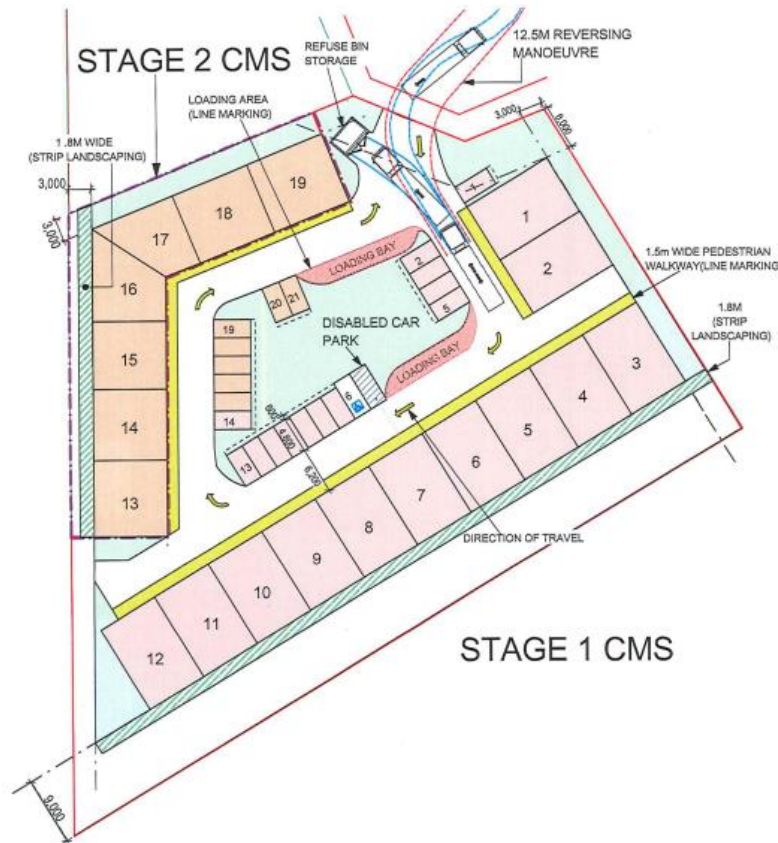 STAGE 2 CMS
REFUSE BIN
STORAGE
12.5M REVERSING
MANOEUVRE
LOADING AREA
(LINE MARKING)
1.8M WIDE
(STRIP LANDSCAPING)
3,000
3,000
3,000
6,000
19
18
17
16
15
14
13
1
2
1.5m WIDE PEDESTRIAN
WALKWAY(LINE MARKING
1.8M
(STRIP
LANDSCAPING)
LOADING BAY
2
5
20
21
DISABLED CAR
PARK
LOADING BAY
19
14
13
6
600
4,800
6,200
3
4
5
6
7
8
9
10
11
12
DIRECTION OF TRAVEL
STAGE 1 CMS
9,000